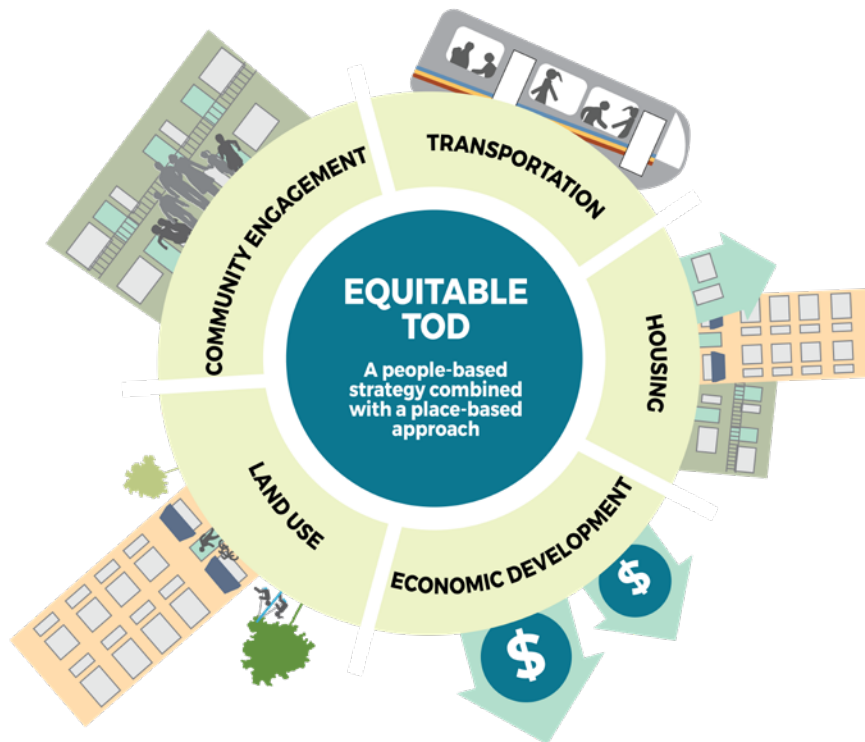 EQUITABLE
TOD
A people-based
strategy combined
with a place-based
approach
TRANSPORTATION
HOUSING
ECONOMIC DEVELOPMENT
LAND USE
COMMUNITY ENGAGEMENT
$
$